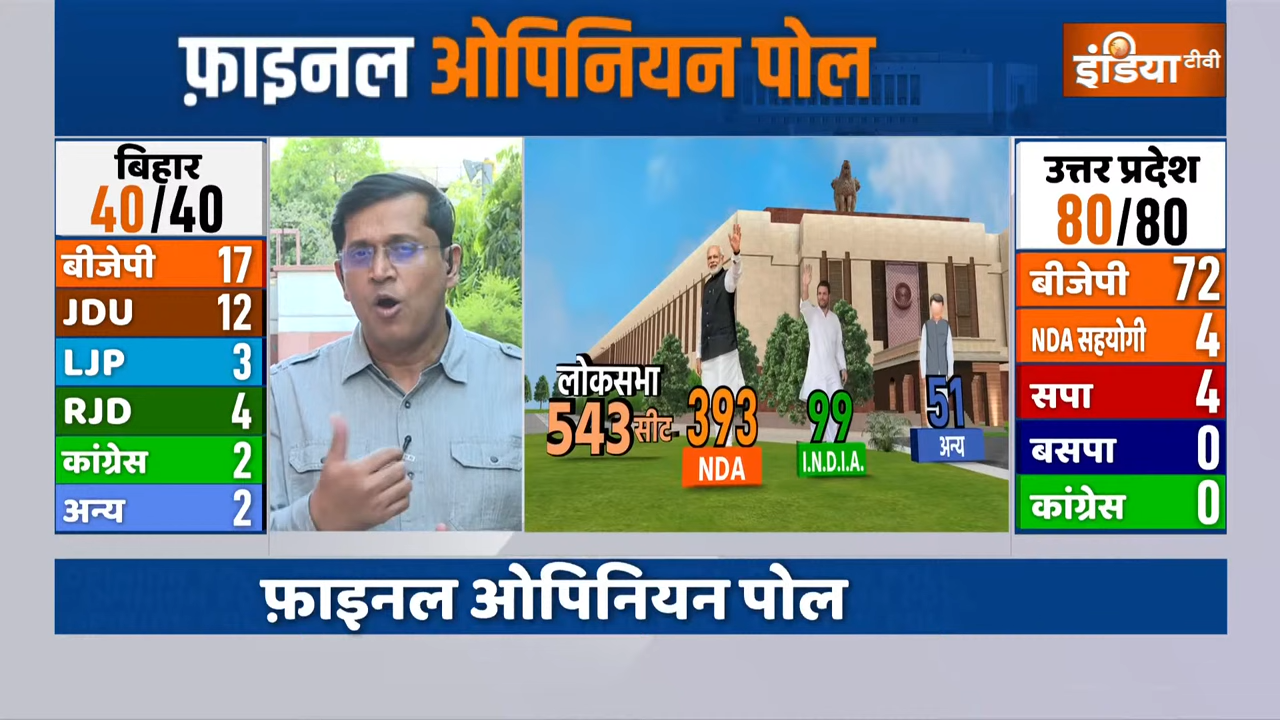 फ़ाइनल ओपिनियन पोल
इंडिया टीवी
बिहार
40/40
बीजेपी 17
JDU 12
LJP 3
RJD 4
कांग्रेस 2
अन्य 2
लोकसभा
543 सीट
393
NDA
99
I.N.D.I.A.
51
अन्य
उत्तर प्रदेश
80/80
बीजेपी 72
NDA सहयोगी 4
सपा 4
बसपा 0
कांग्रेस 0
फ़ाइनल ओपिनियन पोल